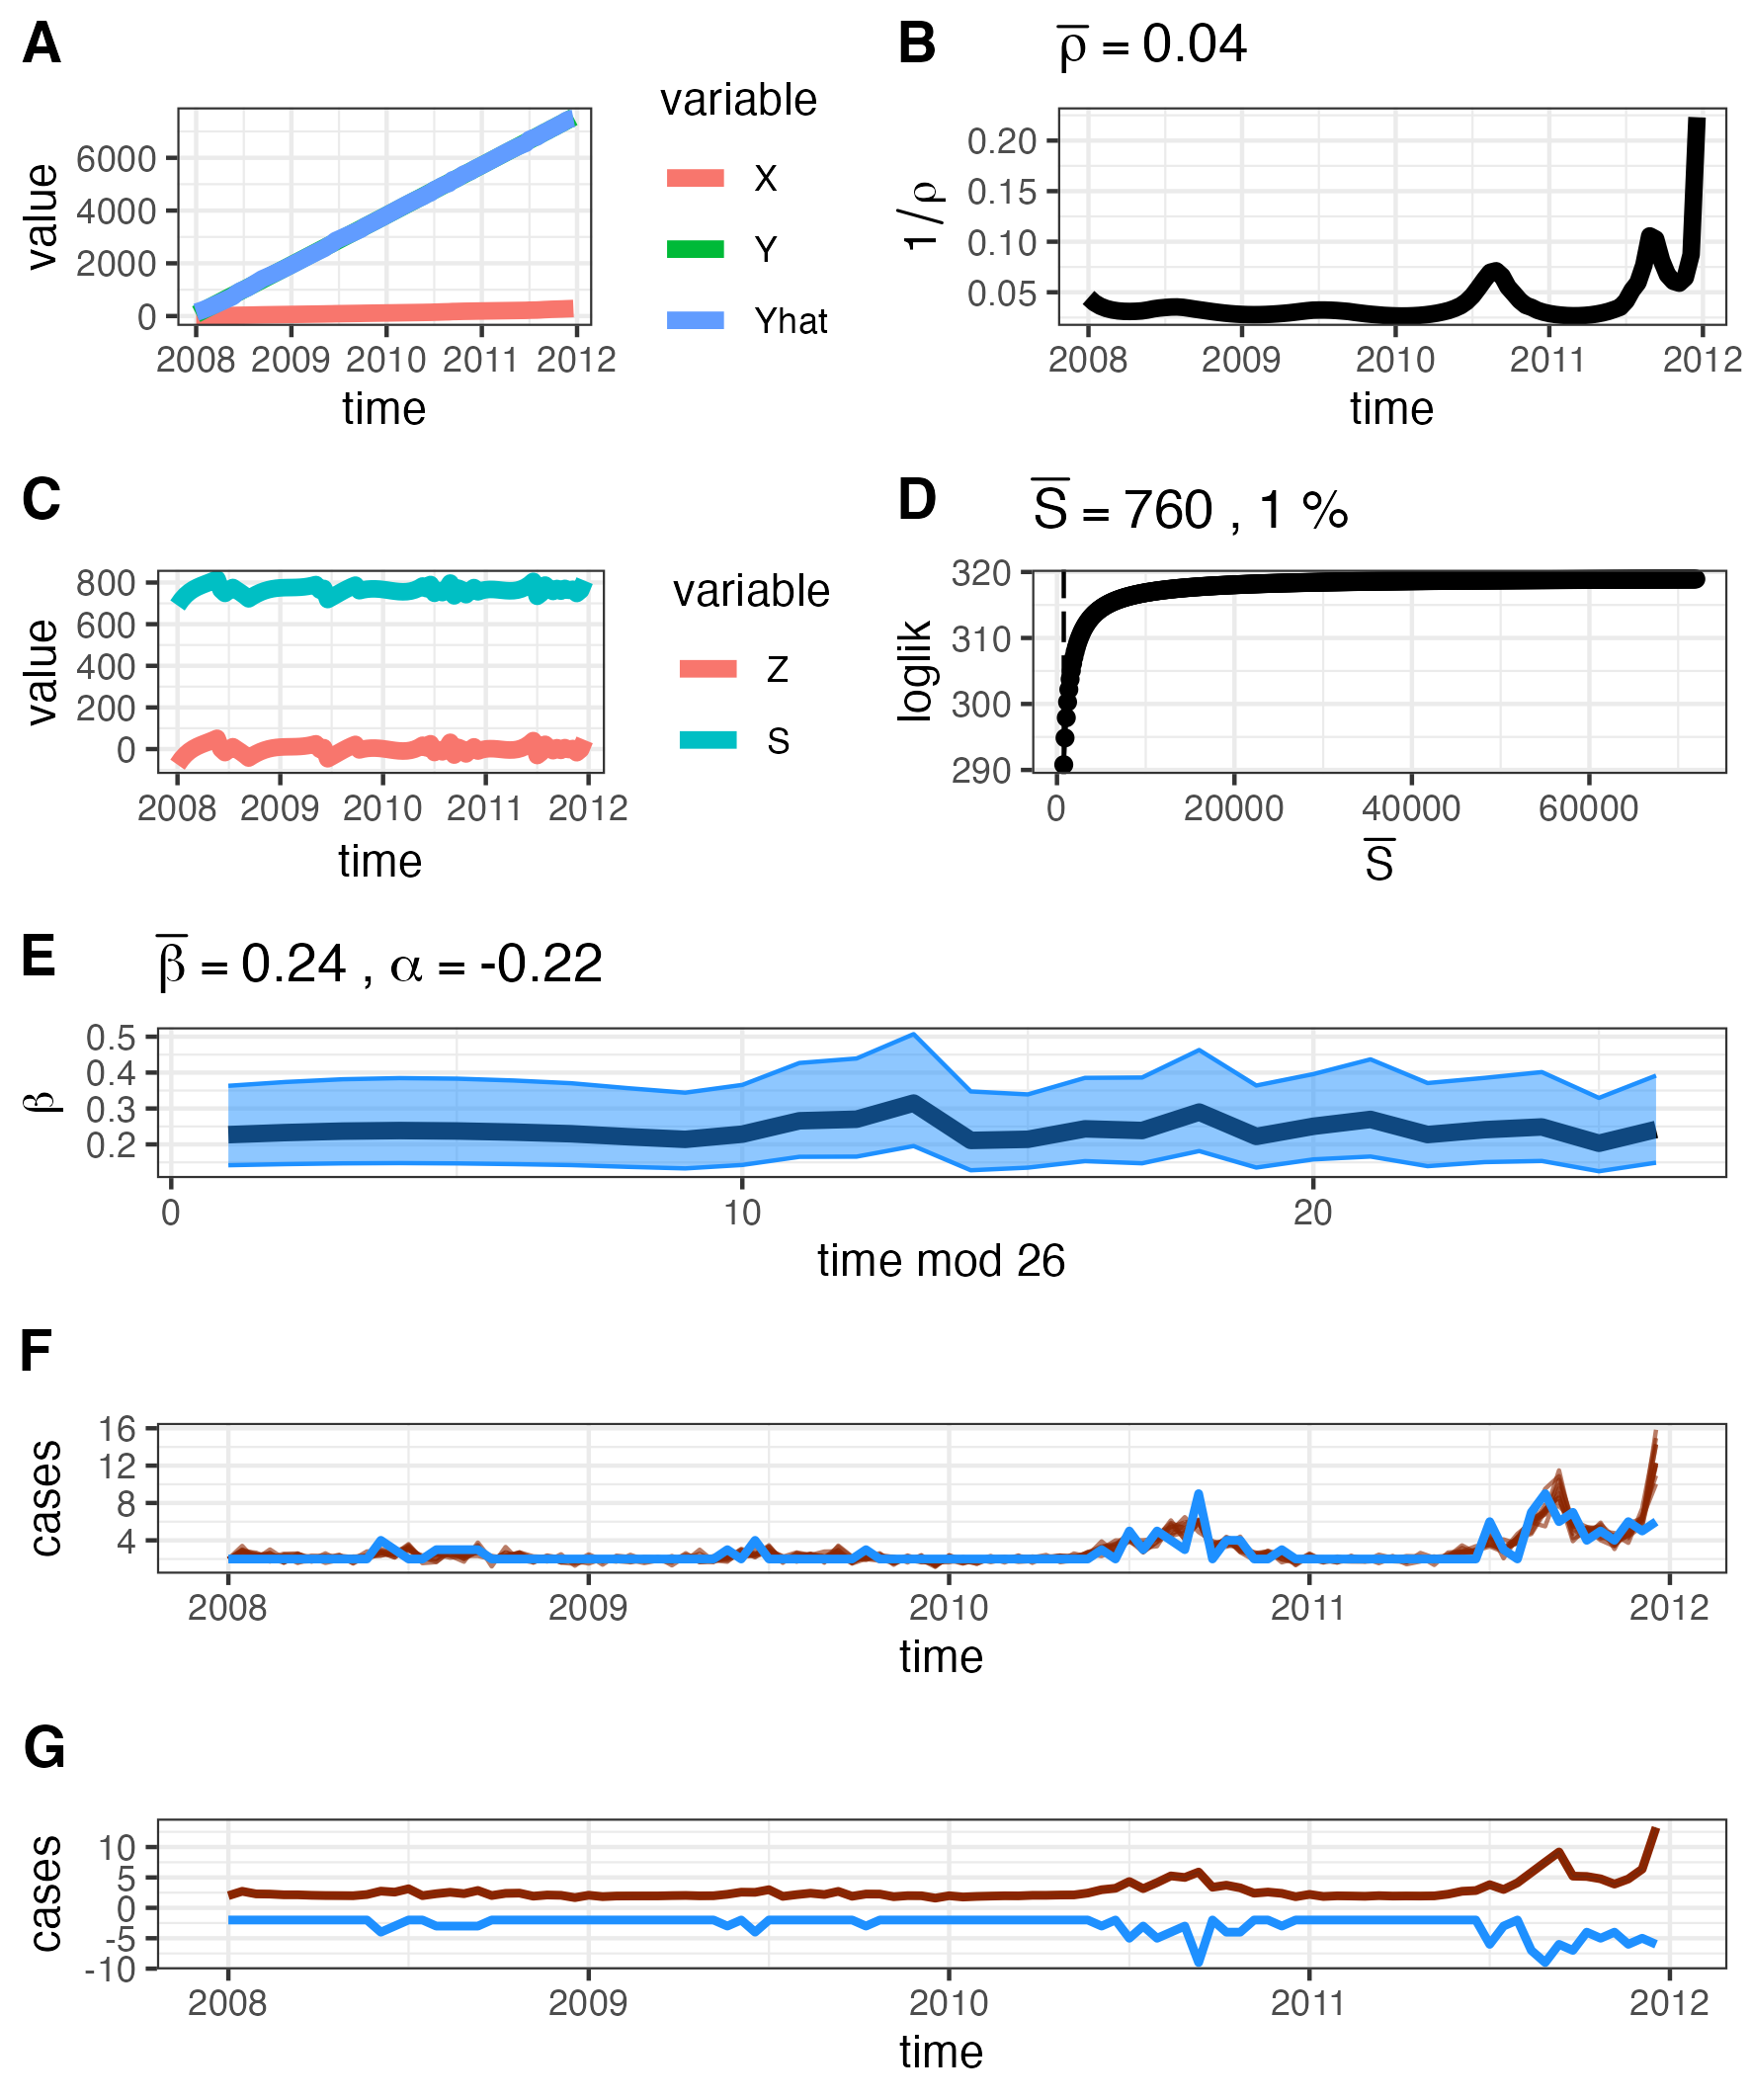 A
variable
X
Y
Yhat
value
6000
4000
2000
0
2008 2009 2010 2011 2012
time
B
ρ̅ = 0.04
1/ρ
0.20
0.15
0.10
0.05
2008 2009 2010 2011 2012
time
C
variable
Z
S
value
800
600
400
200
0
2008 2009 2010 2011 2012
time
D
S̅ = 760 , 1 %
loglik
320
310
300
290
0 20000 40000 60000
S̅
E
β̅ = 0.24 , α = -0.22
β
0.5
0.4
0.3
0.2
0 10 20
time mod 26
F
cases
16
12
8
4
2008 2009 2010 2011 2012
time
G
cases
10
5
0
-5
-10
2008 2009 2010 2011 2012
time